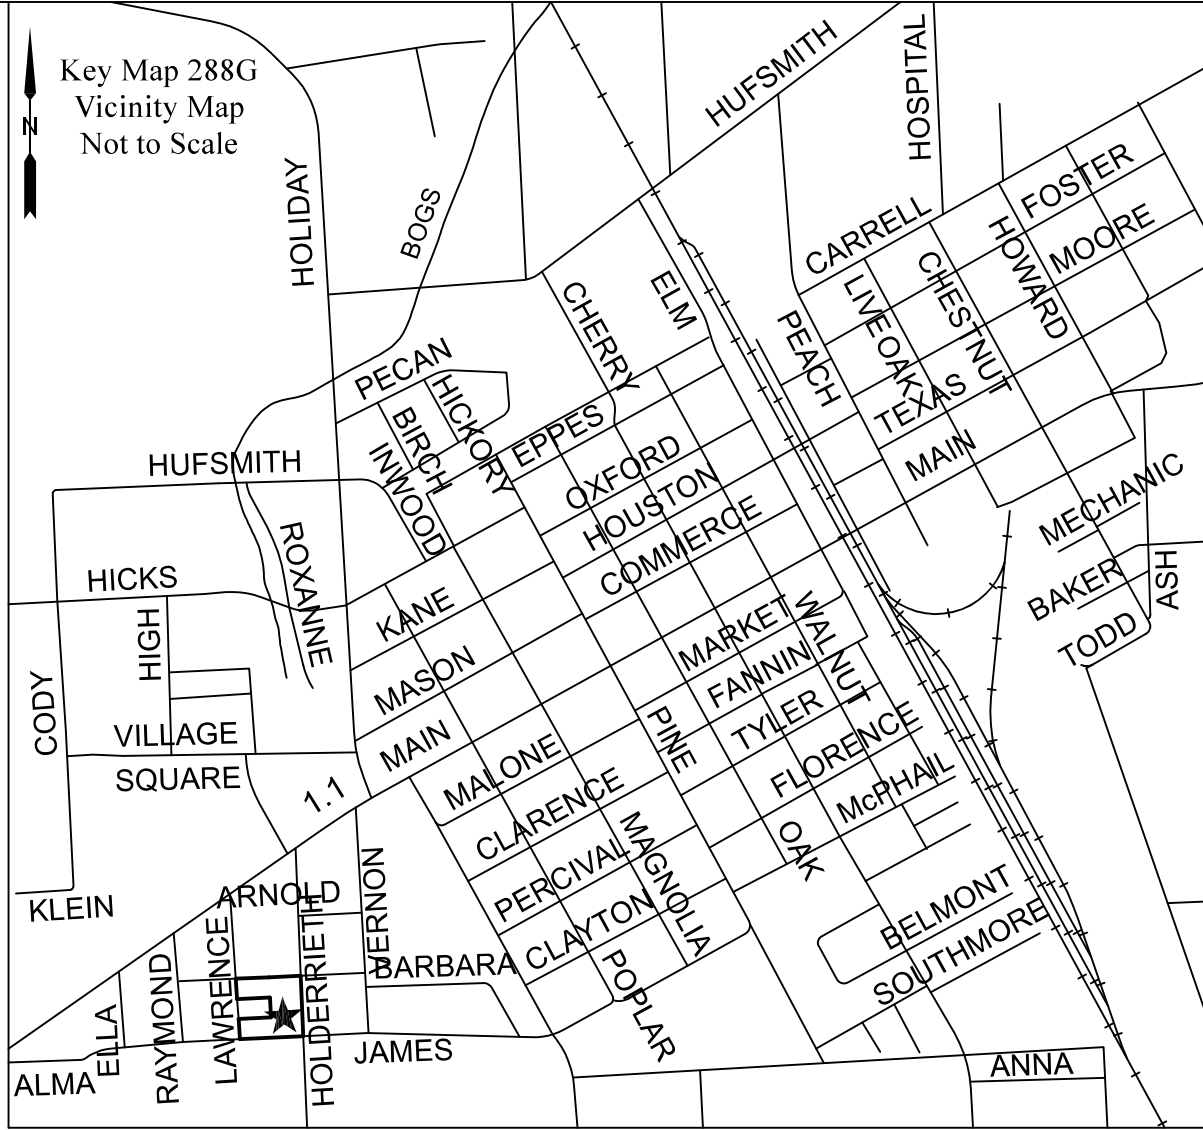 Key Map 288G
Vicinity Map
Not to Scale
N
HUFSMITH
HOSPITAL
HOLIDAY
BOGS
CARRELL
FOSTER
MOORE
HOWARD
CHESTNUT
LIVE OAK
PEACH
ELM
CHERRY
PECAN
HICKORY
BIRCH
INWOOD
EPPES
OXFORD
HOUSTON
COMMERCE
TEXAS
MAIN
MECHANIC
BAKER
TODD
ASH
HUFSMITH
ROXANNE
HICKS
HIGH
CODY
VILLAGE
SQUARE
1.1
KANE
MASON
MAIN
MALONE
CLARENCE
PERCIVAL
CLAYTON
MARKET
WALNUT
FANNIN
TYLER
FLORENCE
McPHAIL
PINE
OAK
MAGNOLIA
POPLAR
BELMONT
SOUTHMORE
KLEIN
ARNOLD
VERNON
HOLDERRIETH
LAWRENCE
RAYMOND
ELLA
BARBARA
JAMES
ALMA
ANNA